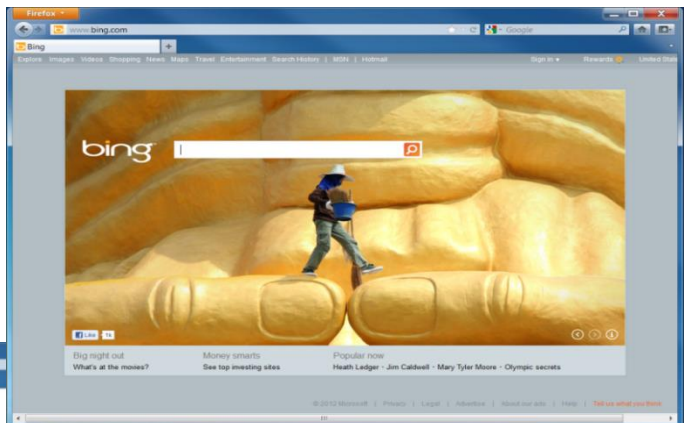 Firefox
www.bing.com
Google
Bing
Explore Images Videos Shopping News Maps Travel Entertainment Search History | MSN | Hotmail
Sign in
Rewards
United State
bing
Like 1k
Big night out
Money smarts
Popular now
What's at the movies?
See top investing sites
Heath Ledger · Jim Caldwell · Mary Tyler Moore · Olympic secrets
© 2012 Microsoft | Privacy | Legal | Advertise | About our ads | Help | Tell us what you think